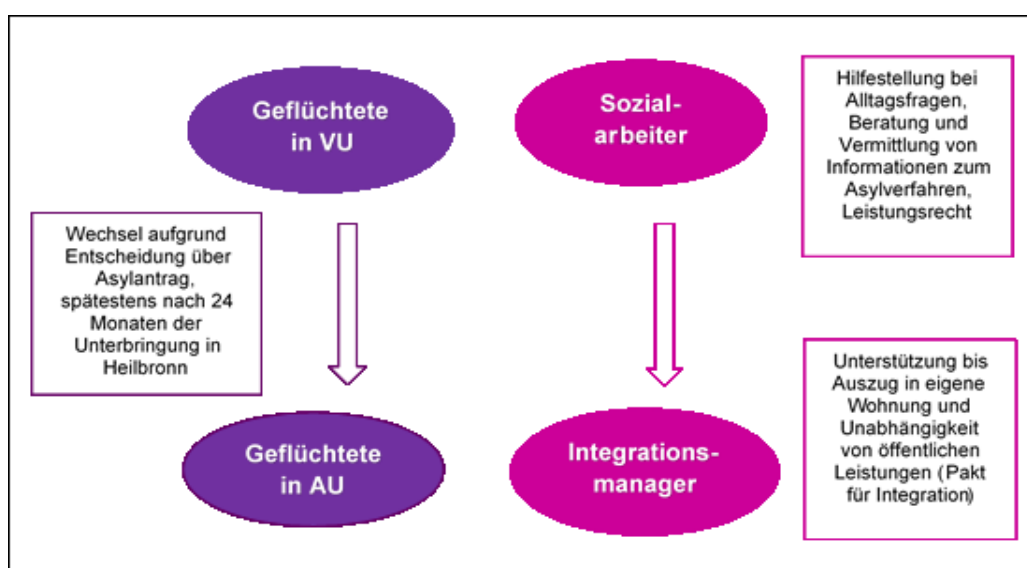 Geflüchtete
in VU
Sozial-
arbeiter
Hilfestellung bei
Alltagsfragen,
Beratung und
Vermittlung von
Informationen zum
Asylverfahren,
Leistungsrecht
Wechsel aufgrund
Entscheidung über
Asylantrag,
spätestens nach 24
Monaten der
Unterbringung in
Heilbronn
Geflüchtete
in AU
Integrations-
manager
Unterstützung bis
Auszug in eigene
Wohnung und
Unabhängigkeit
von öffentlichen
Leistungen (Pakt
für Integration)